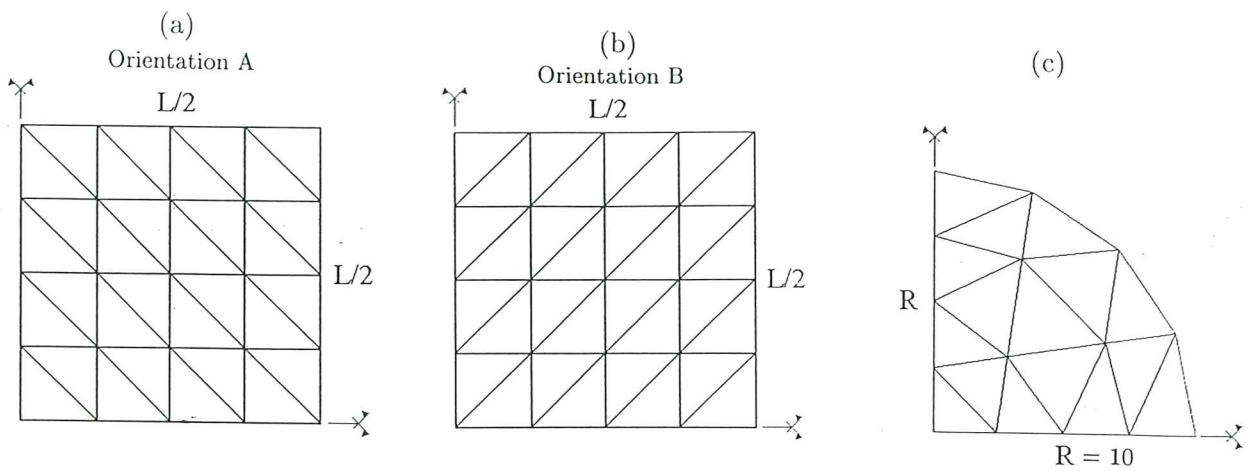 (a)
Orientation A
L/2
L/2
(b)
Orientation B
L/2
L/2
(c)
R
R = 10